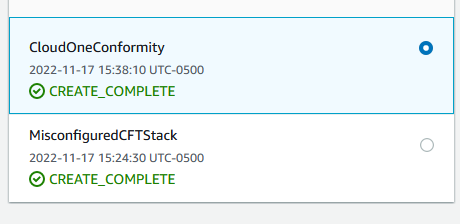 CloudOneConformity
2022-11-17 15:38:10 UTC-0500
CREATE_COMPLETE
MisconfiguredCFTStack
2022-11-17 15:24:30 UTC-0500
CREATE_COMPLETE